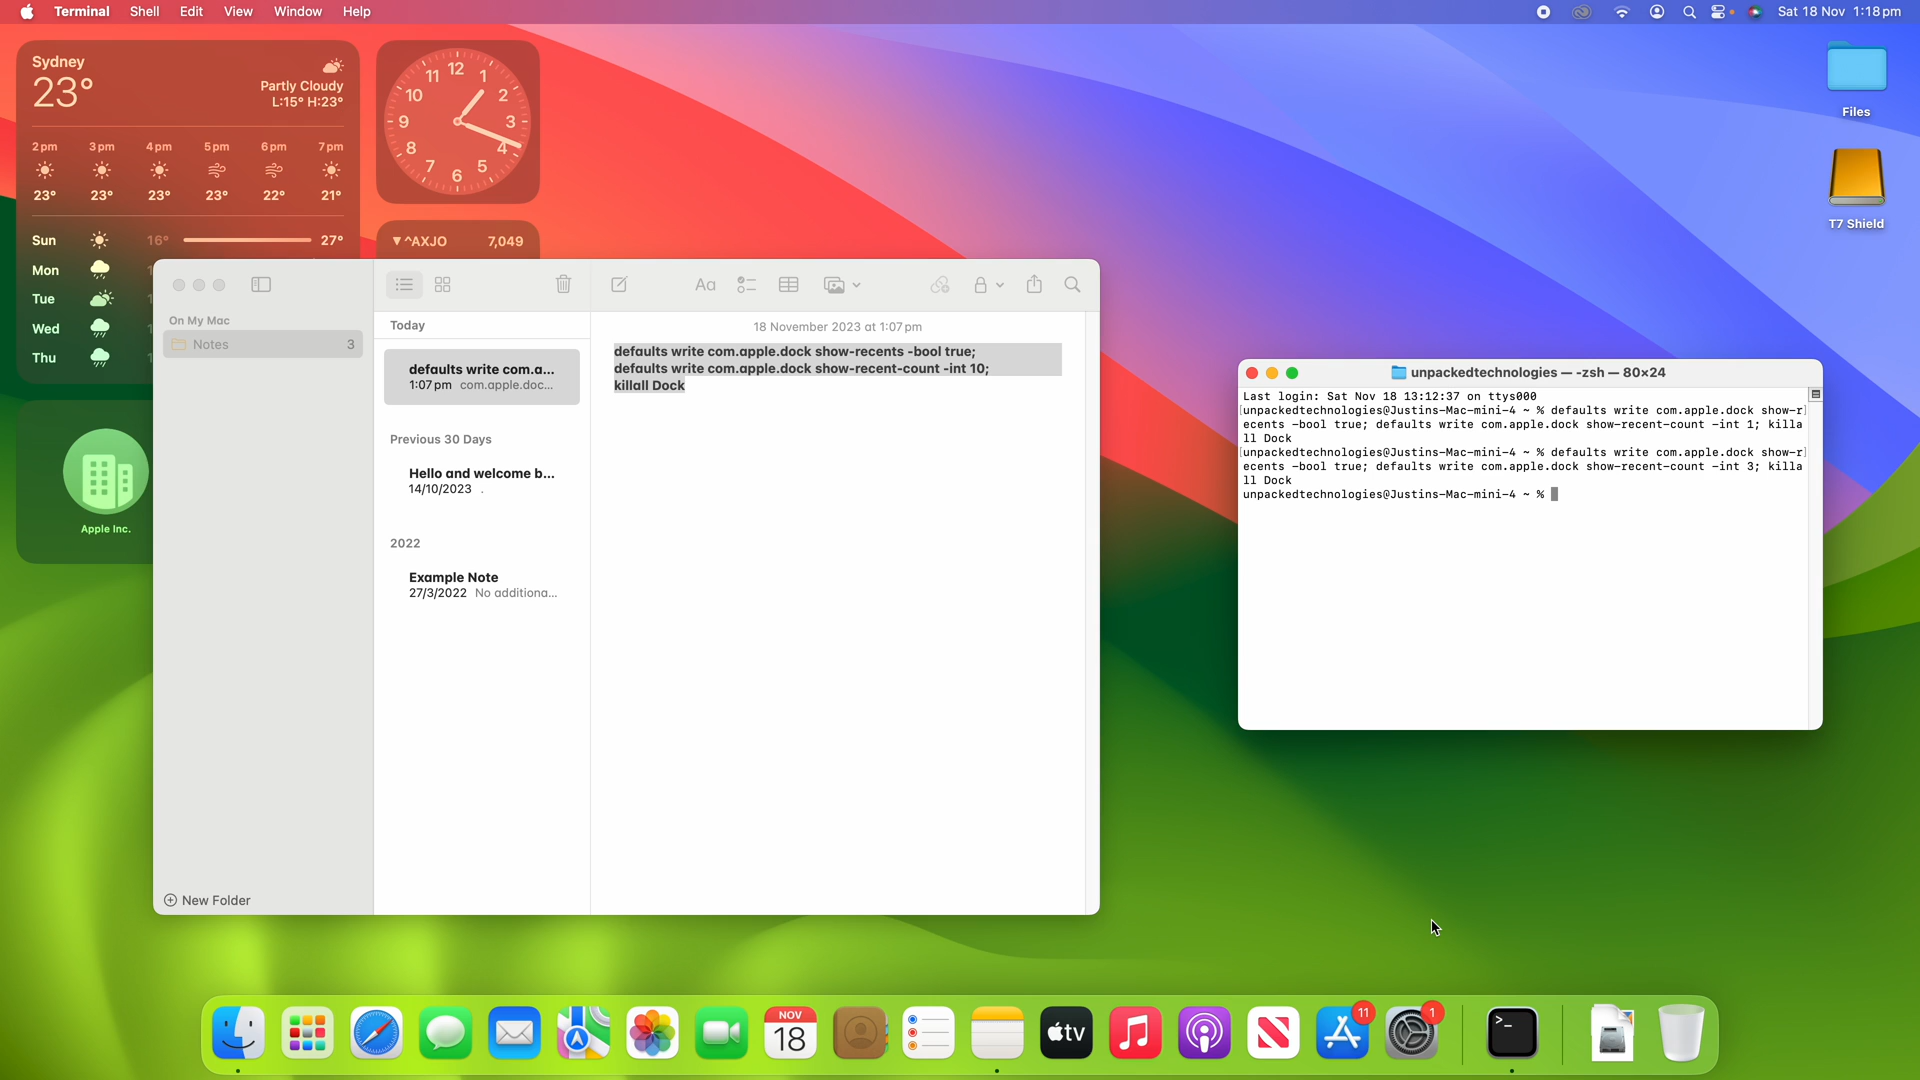 Terminal Shell Edit View Window Help
Sat 18 Nov 1:18 pm
Sydney
23°
Partly Cloudy
L:15° H:23°
2 pm 3 pm 4 pm 5 pm 6 pm 7 pm
23° 23° 23° 23° 22° 21°
Sun 16° 27°
Mon 1
Tue 1
Wed 1
Thu 1
Apple Inc.
12 1 2 3 4 5 6 7 8 9 10 11
▼^AXJO 7,049
Files
T7 Shield
On My Mac
Notes 3
New Folder
Today
defaults write com.a...
1:07 pm com.apple.doc...
Previous 30 Days
Hello and welcome b...
14/10/2023 .
2022
Example Note
27/3/2022 No additiona...
Aa
18 November 2023 at 1:07 pm
defaults write com.apple.dock show-recents -bool true;
defaults write com.apple.dock show-recent-count -int 10;
killall Dock
unpackedtechnologies — -zsh — 80×24
Last login: Sat Nov 18 13:12:37 on ttys000
[unpackedtechnologies@Justins-Mac-mini-4 ~ % defaults write com.apple.dock show-r]
ecents -bool true; defaults write com.apple.dock show-recent-count -int 1; killa
ll Dock
[unpackedtechnologies@Justins-Mac-mini-4 ~ % defaults write com.apple.dock show-r]
ecents -bool true; defaults write com.apple.dock show-recent-count -int 3; killa
ll Dock
unpackedtechnologies@Justins-Mac-mini-4 ~ %
NOV
18
tv
11
1
>_